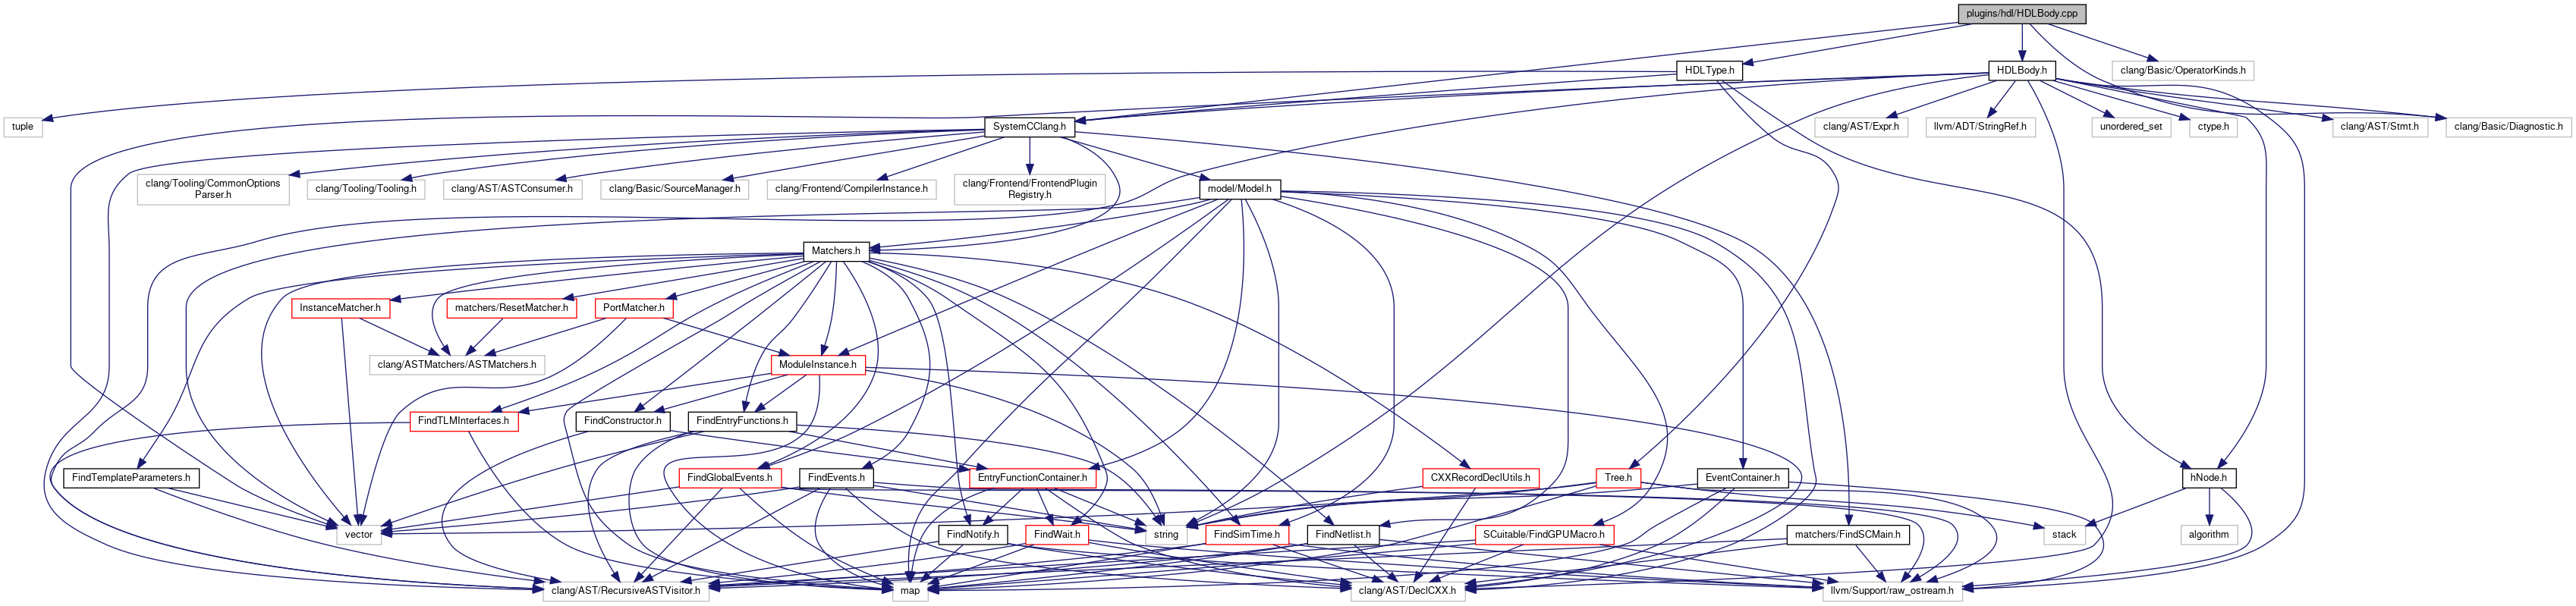 plugins/hdl/HDLBody.cpp
HDLType.h
HDLBody.h
clang/Basic/OperatorKinds.h
tuple
SystemCClang.h
clang/AST/Expr.h
llvm/ADT/StringRef.h
unordered_set
ctype.h
clang/AST/Stmt.h
clang/Basic/Diagnostic.h
clang/Tooling/CommonOptions
Parser.h
clang/Tooling/Tooling.h
clang/AST/ASTConsumer.h
clang/Basic/SourceManager.h
clang/Frontend/CompilerInstance.h
clang/Frontend/FrontendPlugin
Registry.h
model/Model.h
Matchers.h
InstanceMatcher.h
matchers/ResetMatcher.h
PortMatcher.h
clang/ASTMatchers/ASTMatchers.h
ModuleInstance.h
FindTLMInterfaces.h
FindConstructor.h
FindEntryFunctions.h
FindTemplateParameters.h
FindGlobalEvents.h
FindEvents.h
EntryFunctionContainer.h
CXXRecordDeclUtils.h
Tree.h
EventContainer.h
hNode.h
vector
FindNotify.h
FindWait.h
string
FindSimTime.h
FindNetlist.h
SCuitable/FindGPUMacro.h
matchers/FindSCMain.h
stack
algorithm
clang/AST/RecursiveASTVisitor.h
map
clang/AST/DeclCXX.h
llvm/Support/raw_ostream.h